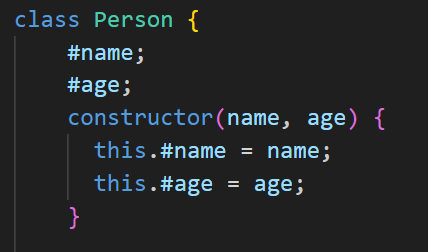 class Person {
    #name;
    #age;
    constructor(name, age) {
      this.#name = name;
      this.#age = age;
    }